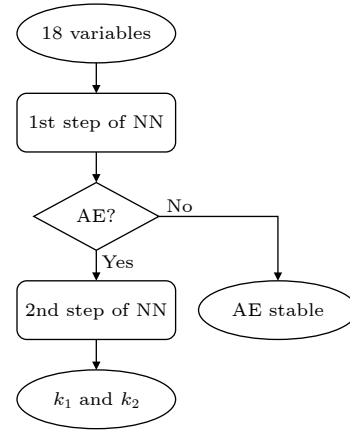 18 variables
1st step of NN
AE?
No
Yes
2nd step of NN
AE stable
k₁ and k₂